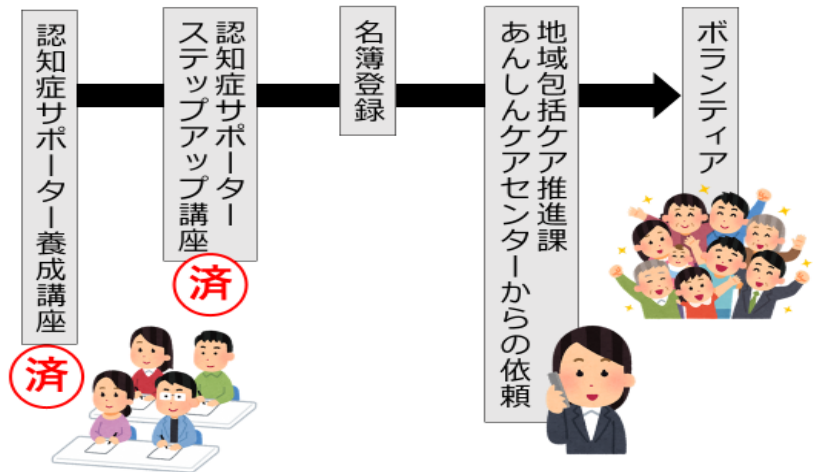 認知症サポーター養成講座
済
認知症サポーター
ステップアップ講座
済
名簿登録
地域包括ケア推進課
あんしんケアセンターからの依頼
ボランティア